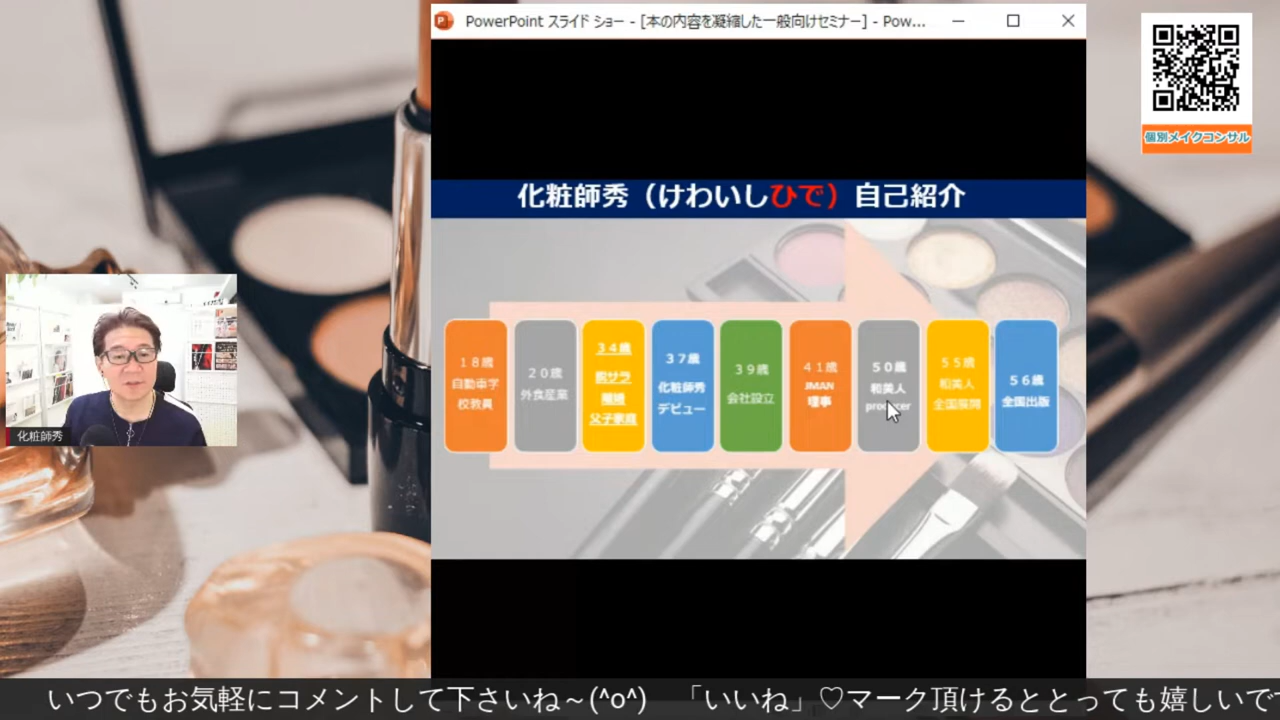 PowerPoint スライド ショー - [本の内容を凝縮した一般向けセミナー] - Pow...
個別メイクコンサル
化粧師秀（けわいしひで）自己紹介
18歳
自動車学
校教員
20歳
外食産業
34歳
脱サラ
離婚
父子家庭
37歳
化粧師秀
デビュー
39歳
会社設立
41歳
JMAN
理事
50歳
和美人
producer
55歳
和美人
全国展開
56歳
全国出版
化粧師秀
いつでもお気軽にコメントして下さいね～(^o^) 「いいね」♡マーク頂けるととっても嬉しいで